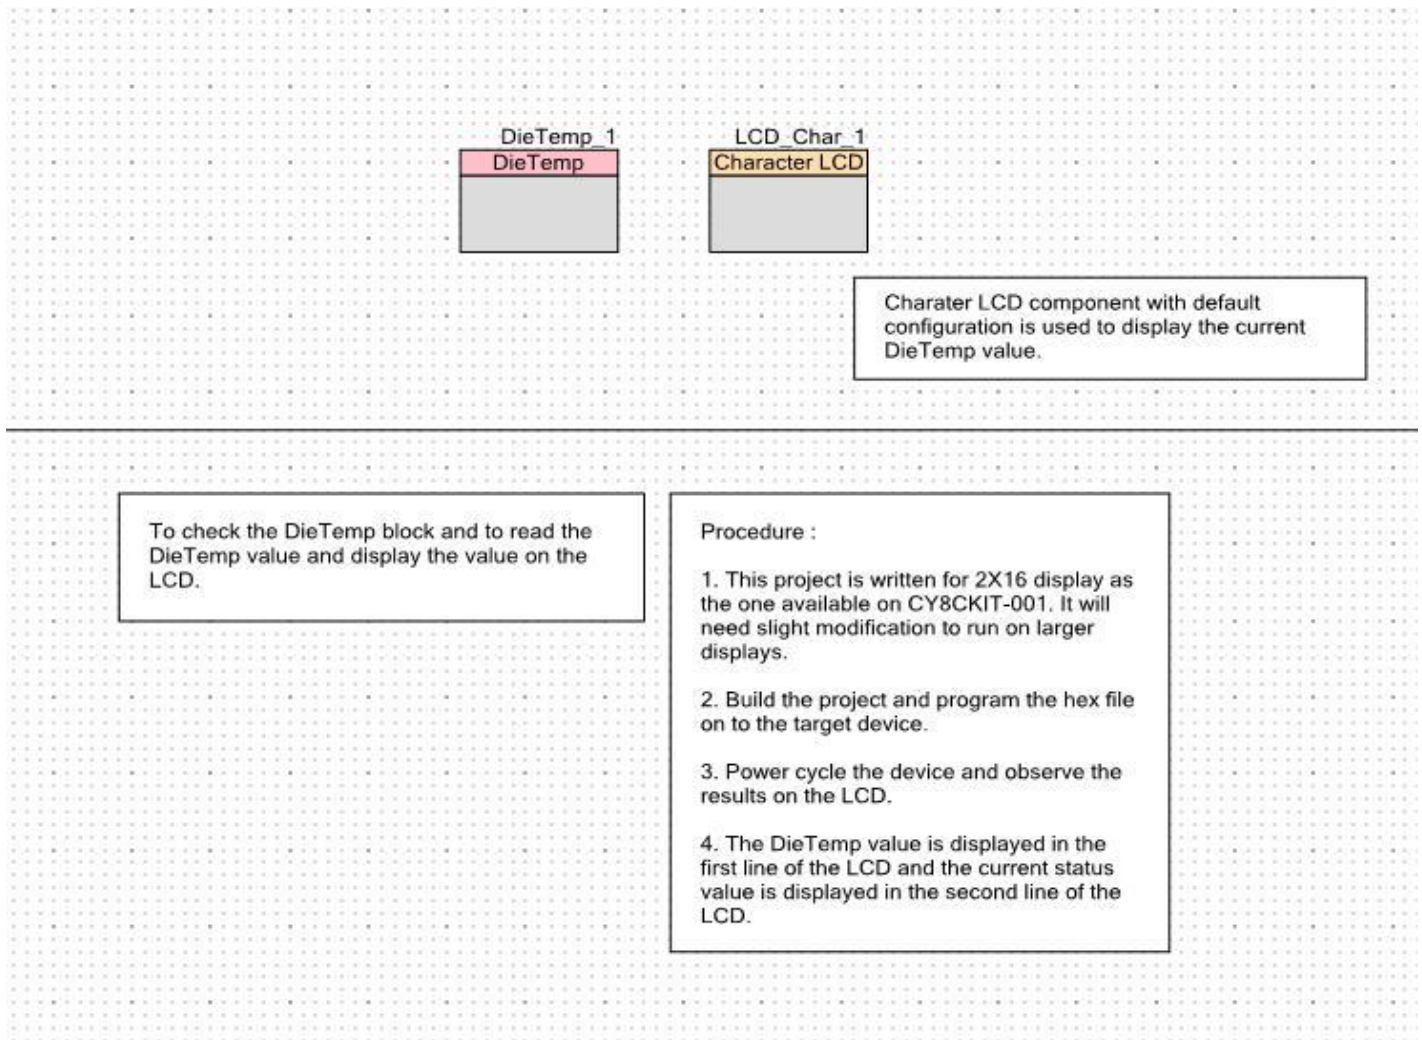 DieTemp_1
DieTemp
LCD_Char_1
Character LCD
Charater LCD component with default
configuration is used to display the current
DieTemp value.
To check the DieTemp block and to read the
DieTemp value and display the value on the
LCD.
Procedure :
1. This project is written for 2X16 display as
the one available on CY8CKIT-001. It will
need slight modification to run on larger
displays.
2. Build the project and program the hex file
on to the target device.
3. Power cycle the device and observe the
results on the LCD.
4. The DieTemp value is displayed in the
first line of the LCD and the current status
value is displayed in the second line of the
LCD.